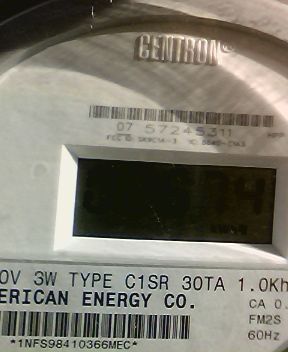 CENTRON®
07 57245311
0V 3W TYPE C1SR 30TA 1.0Kh
ERICAN ENERGY CO.
CA 0.
FM2S
60Hz
*1NFS98410366MEC*